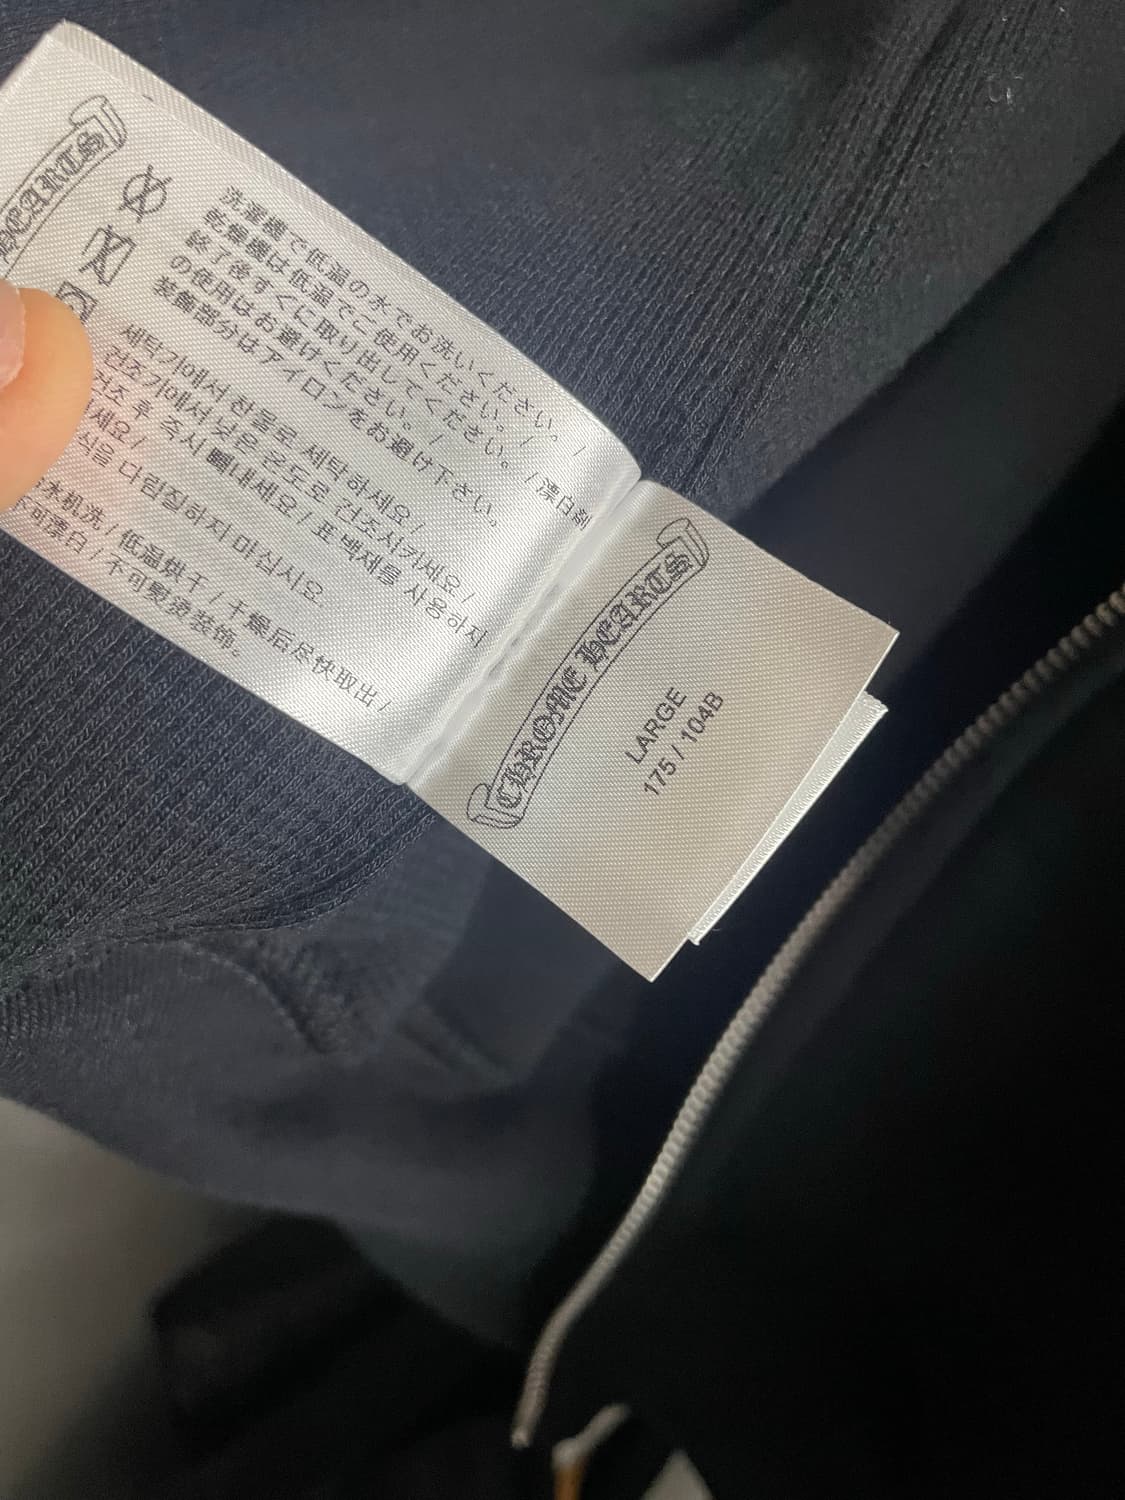 HEARTS
洗濯機で低温の水でお洗いください。/
乾燥機は低温でご使用ください。/
終了後すぐに取り出してください。/ 漂白剤
の使用はお避けください。/
装飾部分はアイロンをお避け下さい。
세탁기에서 찬물로 세탁하세요 /
건조기에서 낮은 온도로 건조시키세요 /
건조 후 즉시 빼내세요 / 표백제를 사용하지
세요 /
식을 다림질하지 마십시요.
水机洗 / 低温烘干 / 干燥后尽快取出 /
不可漂白 / 不可熨烫装饰。
CHROME HEARTS
LARGE
175 / 104B